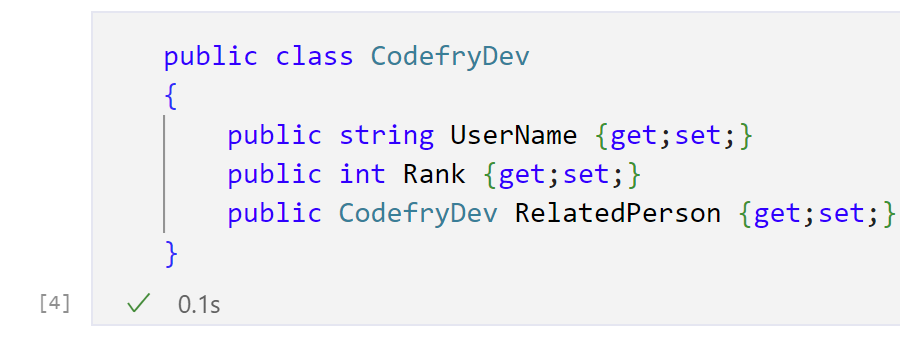 public class CodefryDev
{
public string UserName {get;set;}
public int Rank {get;set;}
public CodefryDev RelatedPerson {get;set;}
}
[4] 0.1s